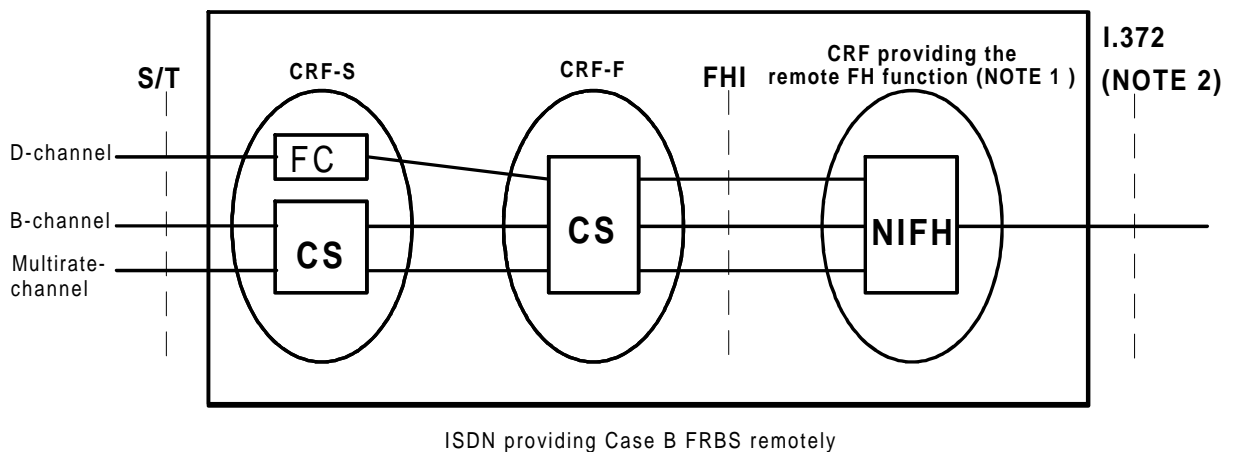 I.372
(NOTE 2)
S/T
CRF-S
CRF-F
FHI
CRF providing the
remote FH function (NOTE 1 )
D-channel
FC
B-channel
CS
CS
NIFH
Multirate-
channel
ISDN providing Case B FRBS remotely